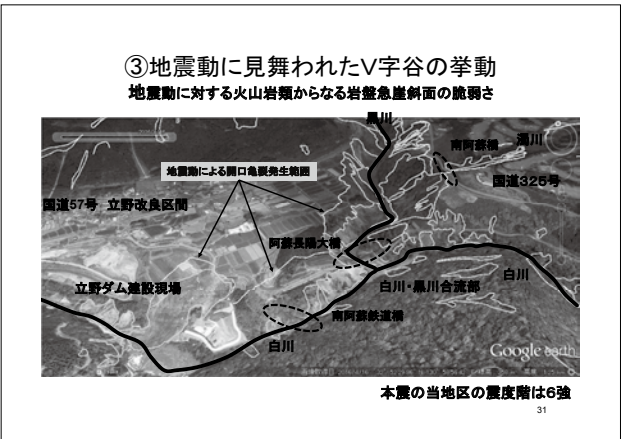 ③地震動に見舞われたV字谷の挙動
地震動に対する火山岩類からなる岩盤急崖斜面の脆弱さ
黒川
南阿蘇橋
濁川
地震動による開口亀裂発生範囲
国道325号
国道57号 立野改良区間
阿蘇長陽大橋
立野ダム建設現場
白川・黒川合流部
白川
南阿蘇鉄道橋
白川
Google earth
本震の当地区の震度階は6強
31